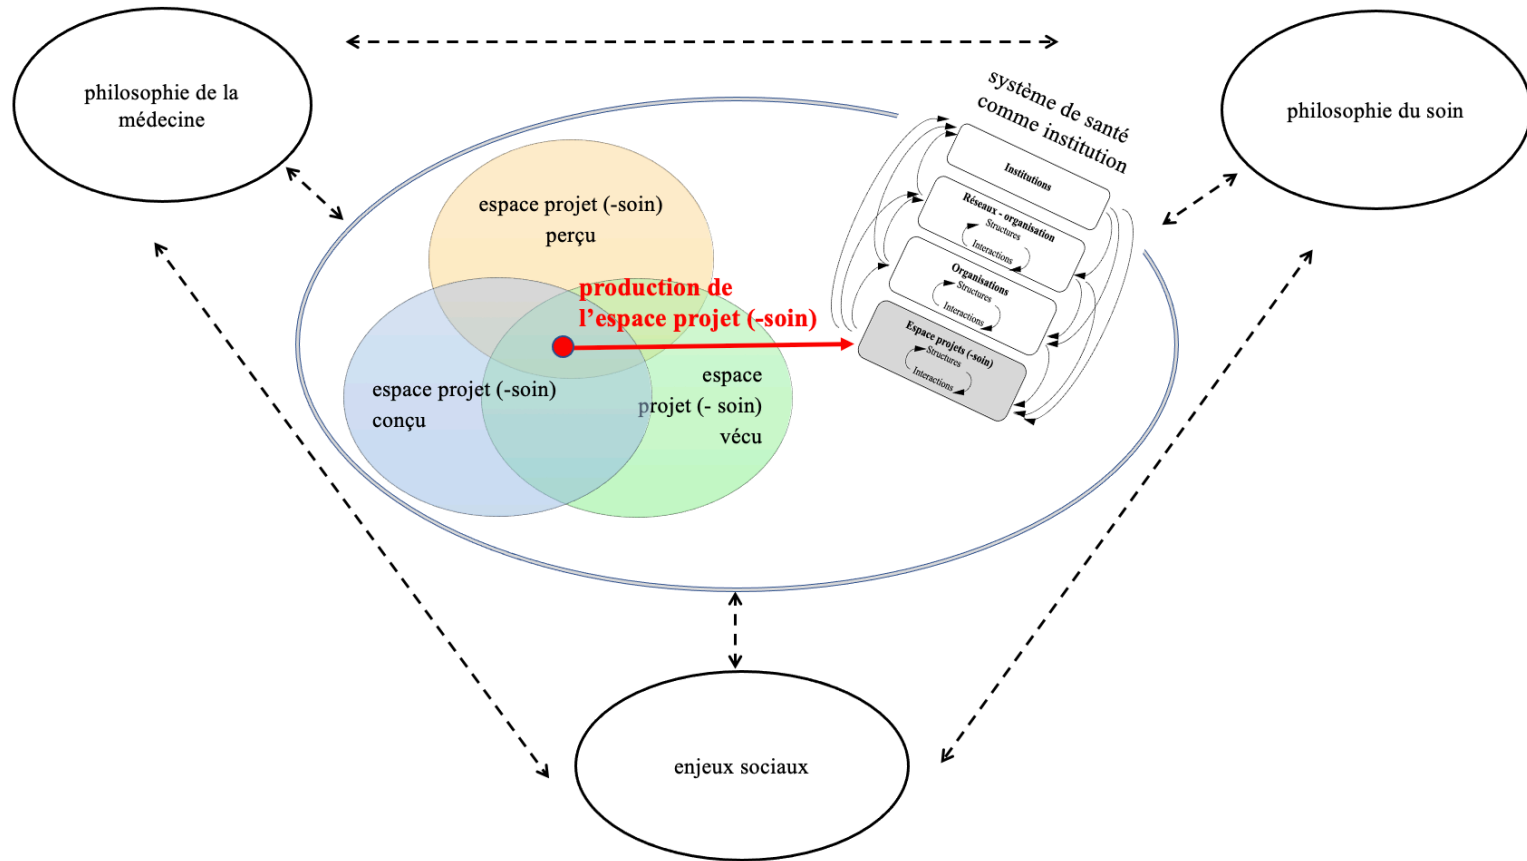 philosophie de la
médecine
philosophie du soin
système de santé
comme institution
Institutions
Réseaux - organisation
Structures
Interactions
Organisations
Structures
Interactions
Espace projets (-soin)
Structures
Interactions
espace projet (-soin)
perçu
production de
l’espace projet (-soin)
espace projet (-soin)
conçu
espace
projet (- soin)
vécu
enjeux sociaux